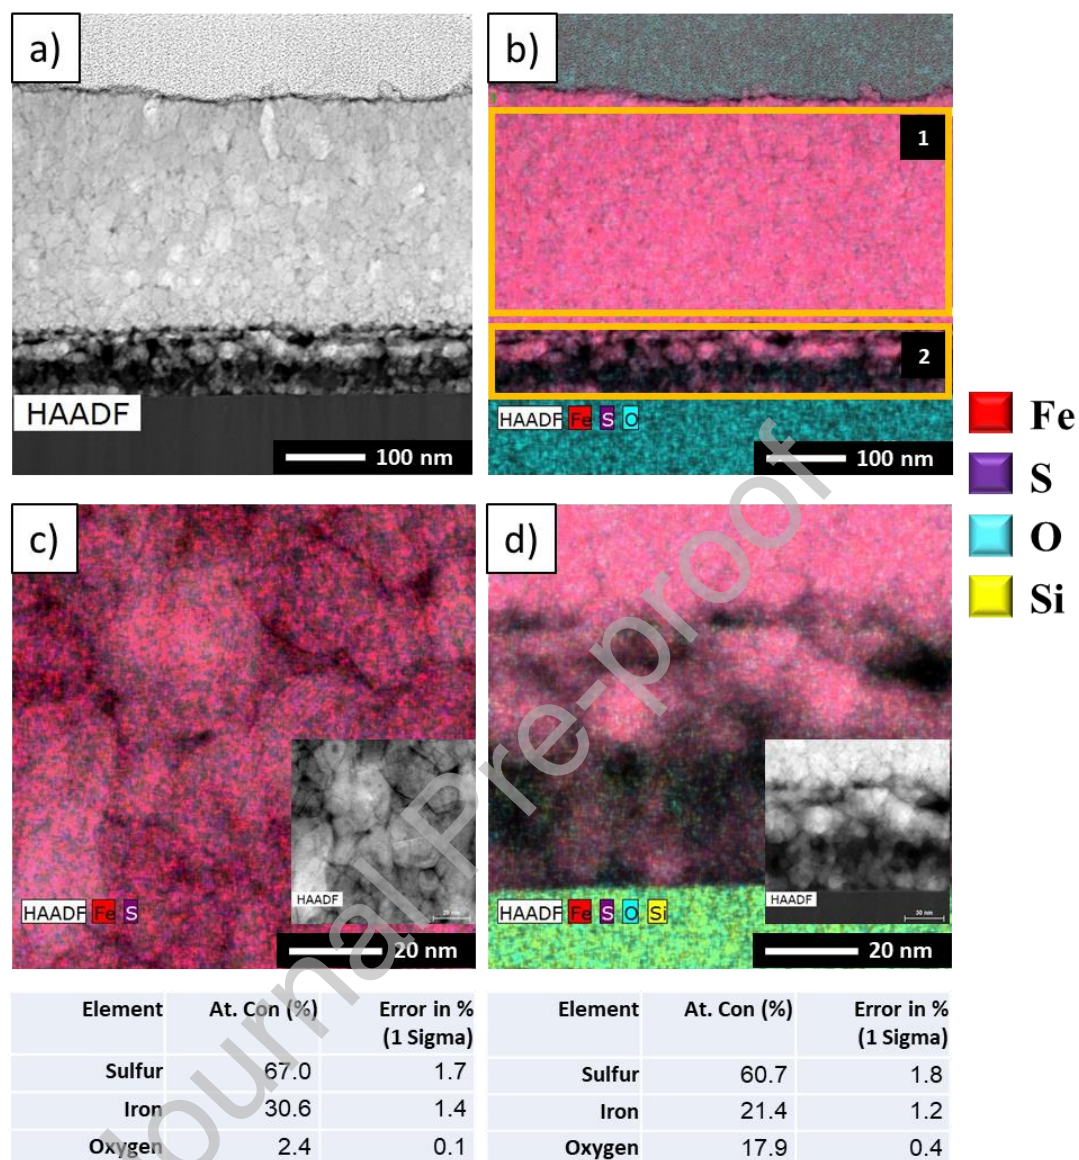 a)
HAADF
100 nm
b)
1
2
HAADF Fe S O
100 nm
Fe
S
O
Si
c)
HAADF Fe S
HAADF
20 nm
d)
HAADF Fe S O Si
HAADF
30 nm
20 nm
Journal Pre-proof
Element At. Con (%) Error in % (1 Sigma)
Sulfur 67.0 1.7
Iron 30.6 1.4
Oxygen 2.4 0.1
Element At. Con (%) Error in % (1 Sigma)
Sulfur 60.7 1.8
Iron 21.4 1.2
Oxygen 17.9 0.4